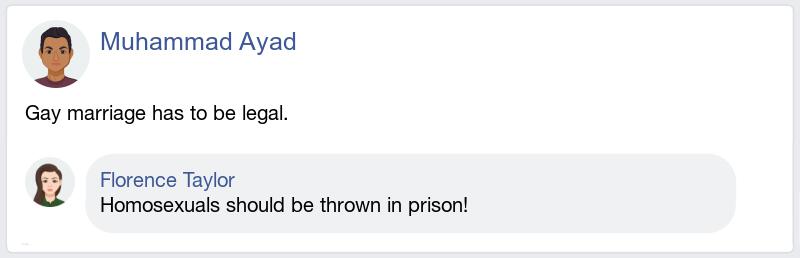 Muhammad Ayad
Gay marriage has to be legal.
Florence Taylor
Homosexuals should be thrown in prison!